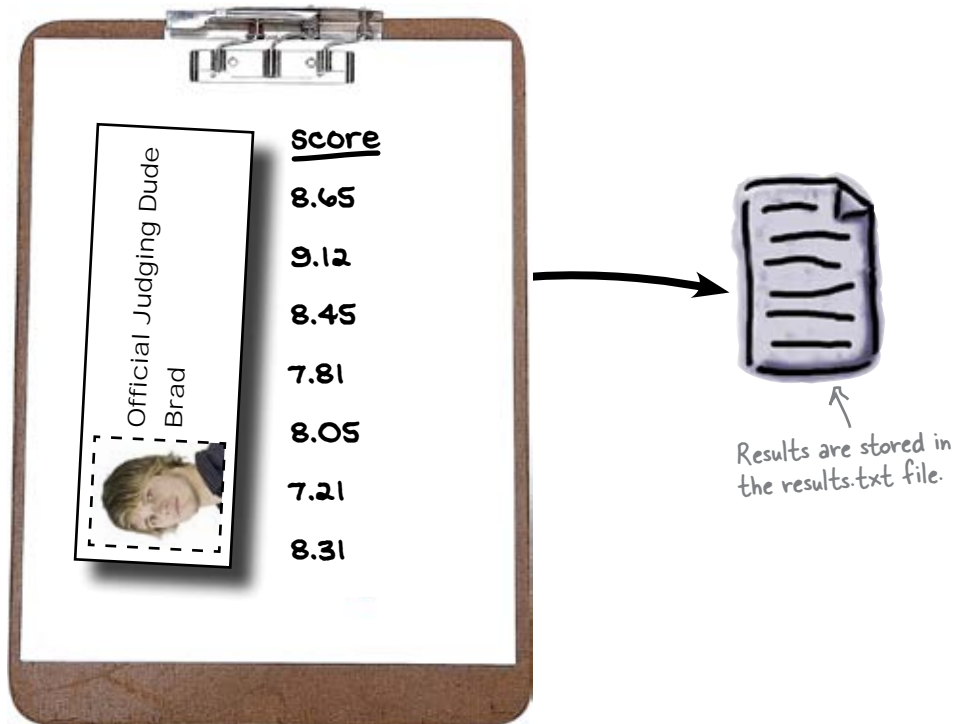 Official Judging Dude
Brad
score
8.65
9.12
8.45
7.81
8.05
7.21
8.31
Results are stored in
the results.txt file.